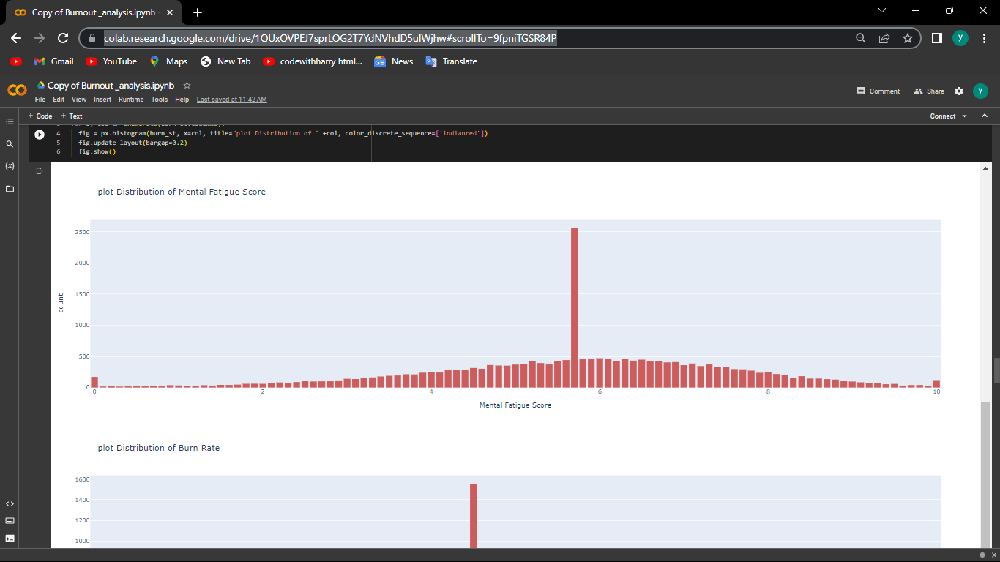 Copy of Burnout _analysis.ipynb
colab.research.google.com/drive/1QUxOVPEJ7sprLOG2T7YdNVhdD5ulWjhw#scrollTo=9fpniTGSR84P
y
Gmail YouTube Maps New Tab codewithharry html... GE News Translate
Copy of Burnout _analysis.ipynb
File Edit View Insert Runtime Tools Help Last saved at 11:42 AM
Comment Share y
+ Code + Text Connect
4 fig = px.histogram(burn_st, x=col, title="plot Distribution of " +col, color_discrete_sequence=['indianred'])
5 fig.update_layout(bargap=0.2)
6 fig.show()
{x}
plot Distribution of Mental Fatigue Score
2500
2000
1500
1000
500
0
count
0 2 4 6 8 10
Mental Fatigue Score
plot Distribution of Burn Rate
1600
1400
1200
1000